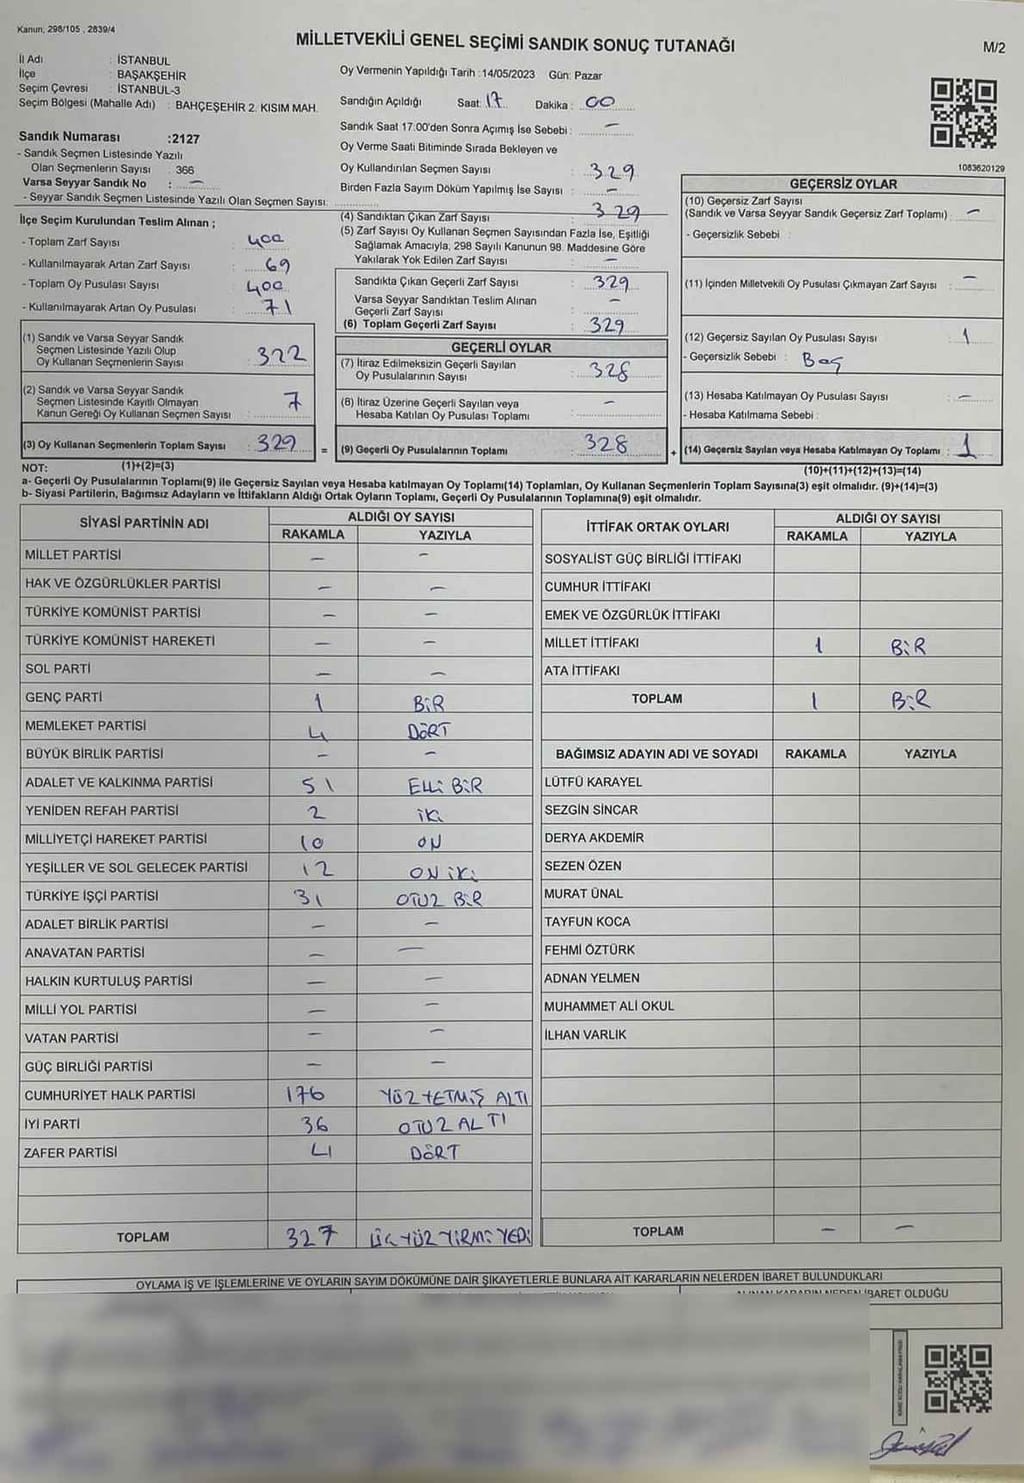 Kanun, 298/105 , 2839/4
MİLLETVEKİLİ GENEL SEÇİMİ SANDIK SONUÇ TUTANAĞI
M/2
İl Adı : İSTANBUL
İlçe : BAŞAKŞEHİR
Seçim Çevresi : İSTANBUL-3
Seçim Bölgesi (Mahalle Adı) : BAHÇEŞEHİR 2. KISIM MAH.
Sandık Numarası :2127
- Sandık Seçmen Listesinde Yazılı
Olan Seçmenlerin Sayısı : 366
Varsa Seyyar Sandık No : —
- Seyyar Sandık Seçmen Listesinde Yazılı Olan Seçmen Sayısı:
Oy Vermenin Yapıldığı Tarih :14/05/2023 Gün: Pazar
Sandığın Açıldığı Saat: 17 Dakika : 00
Sandık Saat 17:00'den Sonra Açımış İse Sebebi : —
Oy Verme Saati Bitiminde Sırada Bekleyen ve
Oy Kullandırılan Seçmen Sayısı : 329
Birden Fazla Sayım Döküm Yapılmış İse Sayısı : —
1083620129
İlçe Seçim Kurulundan Teslim Alınan ;
- Toplam Zarf Sayısı : 400
- Kullanılmayarak Artan Zarf Sayısı : 69
- Toplam Oy Pusulası Sayısı : 400
- Kullanılmayarak Artan Oy Pusulası : 71
(1) Sandık ve Varsa Seyyar Sandık
Seçmen Listesinde Yazılı Olup
Oy Kullanan Seçmenlerin Sayısı : 322
(2) Sandık ve Varsa Seyyar Sandık
Seçmen Listesinde Kayıtlı Olmayan
Kanun Gereği Oy Kullanan Seçmen Sayısı : 7
(3) Oy Kullanan Seçmenlerin Toplam Sayısı : 329 =
(1)+(2)=(3)
(4) Sandıktan Çıkan Zarf Sayısı : 329
(5) Zarf Sayısı Oy Kullanan Seçmen Sayısından Fazla İse, Eşitliği
Sağlamak Amacıyla, 298 Sayılı Kanunun 98. Maddesine Göre
Yakılarak Yok Edilen Zarf Sayısı : —
Sandıkta Çıkan Geçerli Zarf Sayısı : 329
Varsa Seyyar Sandıktan Teslim Alınan
Geçerli Zarf Sayısı : —
(6) Toplam Geçerli Zarf Sayısı : 329
GEÇERLİ OYLAR
(7) İtiraz Edilmeksizin Geçerli Sayılan
Oy Pusulalarının Sayısı : 328
(8) İtiraz Üzerine Geçerli Sayılan veya
Hesaba Katılan Oy Pusulası Toplamı : —
(9) Geçerli Oy Pusulalarının Toplamı : 328 +
GEÇERSİZ OYLAR
(10) Geçersiz Zarf Sayısı
(Sandık ve Varsa Seyyar Sandık Geçersiz Zarf Toplamı) : —
- Geçersizlik Sebebi :
(11) İçinden Milletvekili Oy Pusulası Çıkmayan Zarf Sayısı : —
(12) Geçersiz Sayılan Oy Pusulası Sayısı : 1
- Geçersizlik Sebebi : Boş
(13) Hesaba Katılmayan Oy Pusulası Sayısı : —
- Hesaba Katılmama Sebebi :
(14) Geçersiz Sayılan veya Hesaba Katılmayan Oy Toplamı : 1
(10)+(11)+(12)+(13)=(14)
NOT:
a- Geçerli Oy Pusulalarının Toplamı(9) ile Geçersiz Sayılan veya Hesaba katılmayan Oy Toplamı(14) Toplamları, Oy Kullanan Seçmenlerin Toplam Sayısına(3) eşit olmalıdır. (9)+(14)=(3)
b- Siyasi Partilerin, Bağımsız Adayların ve İttifakların Aldığı Ortak Oyların Toplamı, Geçerli Oy Pusulalarının Toplamına(9) eşit olmalıdır.
SİYASİ PARTİNİN ADI ALDIĞI OY SAYISI
RAKAMLA YAZIYLA
MİLLET PARTİSİ — —
HAK VE ÖZGÜRLÜKLER PARTİSİ — —
TÜRKİYE KOMÜNİST PARTİSİ — —
TÜRKİYE KOMÜNİST HAREKETİ — —
SOL PARTİ — —
GENÇ PARTİ 1 BİR
MEMLEKET PARTİSİ 4 DÖRT
BÜYÜK BİRLİK PARTİSİ — —
ADALET VE KALKINMA PARTİSİ 51 ELLİ BİR
YENİDEN REFAH PARTİSİ 2 İKİ
MİLLİYETÇİ HAREKET PARTİSİ 10 ON
YEŞİLLER VE SOL GELECEK PARTİSİ 12 ON İKİ
TÜRKİYE İŞÇİ PARTİSİ 31 OTUZ BİR
ADALET BİRLİK PARTİSİ — —
ANAVATAN PARTİSİ — —
HALKIN KURTULUŞ PARTİSİ — —
MİLLİ YOL PARTİSİ — —
VATAN PARTİSİ — —
GÜÇ BİRLİĞİ PARTİSİ — —
CUMHURİYET HALK PARTİSİ 176 YÜZ YETMİŞ ALTI
İYİ PARTİ 36 OTUZ ALTI
ZAFER PARTİSİ 4 DÖRT
TOPLAM 327 ÜÇ YÜZ YİRMİ YEDİ
İTTİFAK ORTAK OYLARI ALDIĞI OY SAYISI
RAKAMLA YAZIYLA
SOSYALİST GÜÇ BİRLİĞİ İTTİFAKI
CUMHUR İTTİFAKI
EMEK VE ÖZGÜRLÜK İTTİFAKI
MİLLET İTTİFAKI 1 BİR
ATA İTTİFAKI
TOPLAM 1 BİR
BAĞIMSIZ ADAYIN ADI VE SOYADI RAKAMLA YAZIYLA
LÜTFÜ KARAYEL
SEZGİN SİNCAR
DERYA AKDEMİR
SEZEN ÖZEN
MURAT ÜNAL
TAYFUN KOCA
FEHMİ ÖZTÜRK
ADNAN YELMEN
MUHAMMET ALİ OKUL
İLHAN VARLIK
TOPLAM — —
OYLAMA İŞ VE İŞLEMLERİNE VE OYLARIN SAYIM DÖKÜMÜNE DAİR ŞİKAYETLERLE BUNLARA AİT KARARLARIN NELERDEN İBARET BULUNDUKLARI
ALINAN KARARIN NEDEN İBARET OLDUĞU